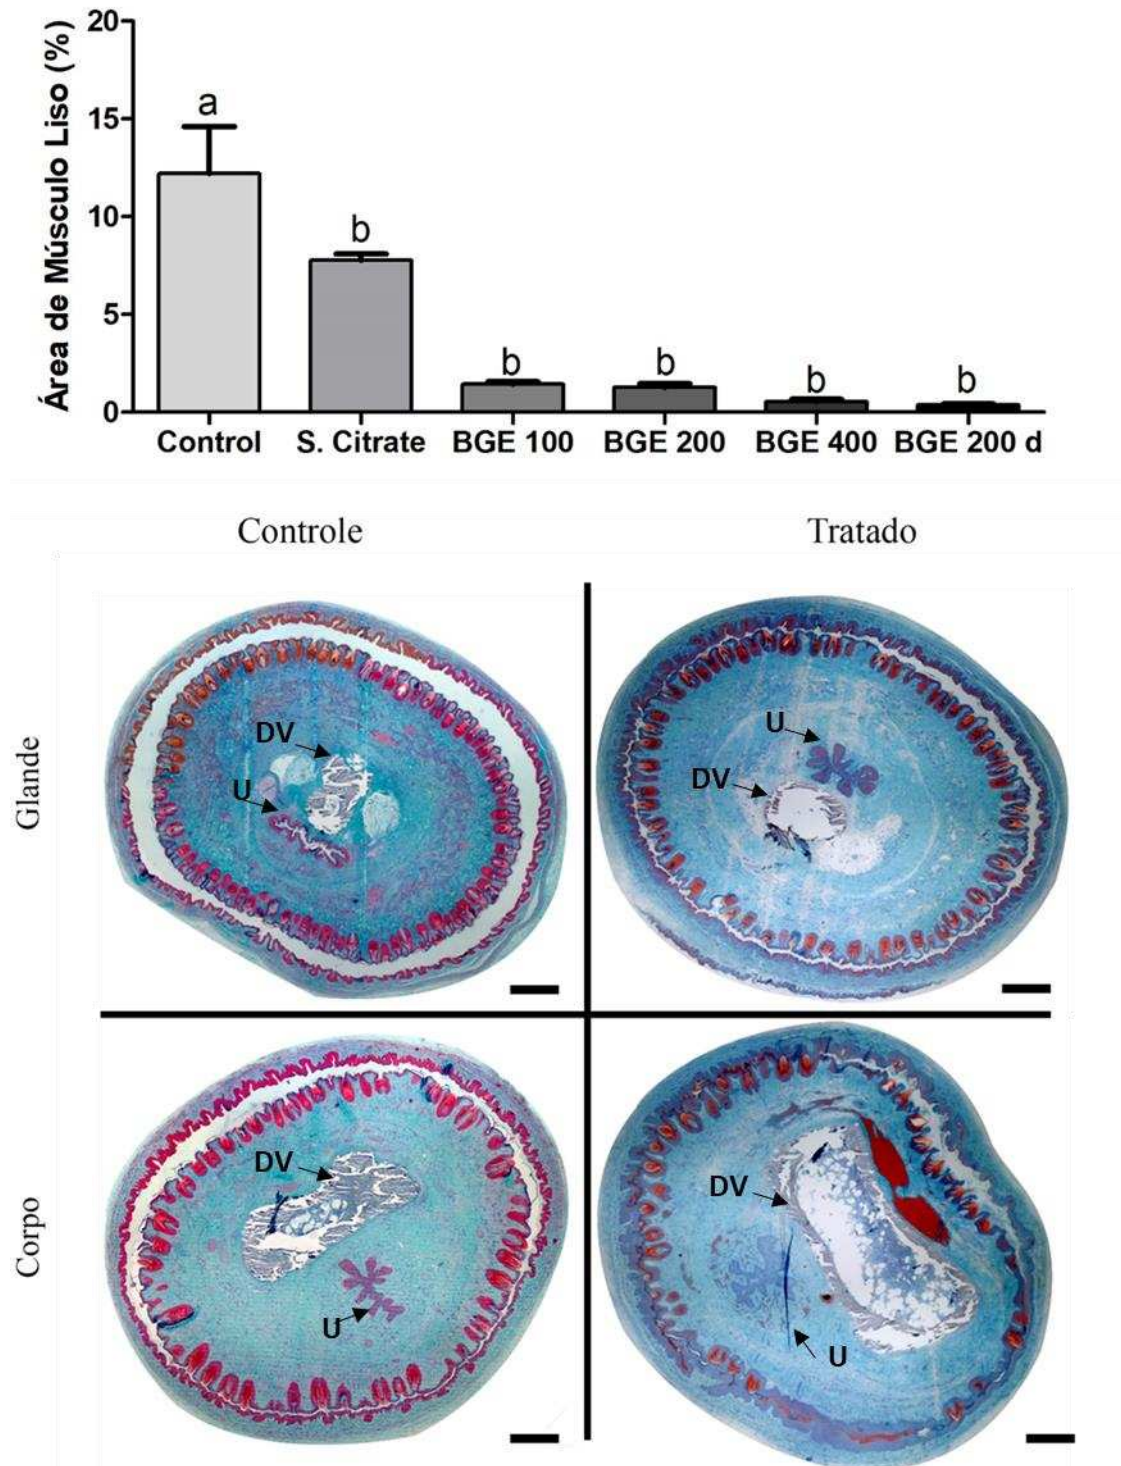 Área de Músculo Liso (%)
20
15
10
5
0
a
b
b
b
b
b
Control
S. Citrate
BGE 100
BGE 200
BGE 400
BGE 200 d
Controle
Tratado
Glande
DV
U
U
DV
Corpo
DV
U
DV
U